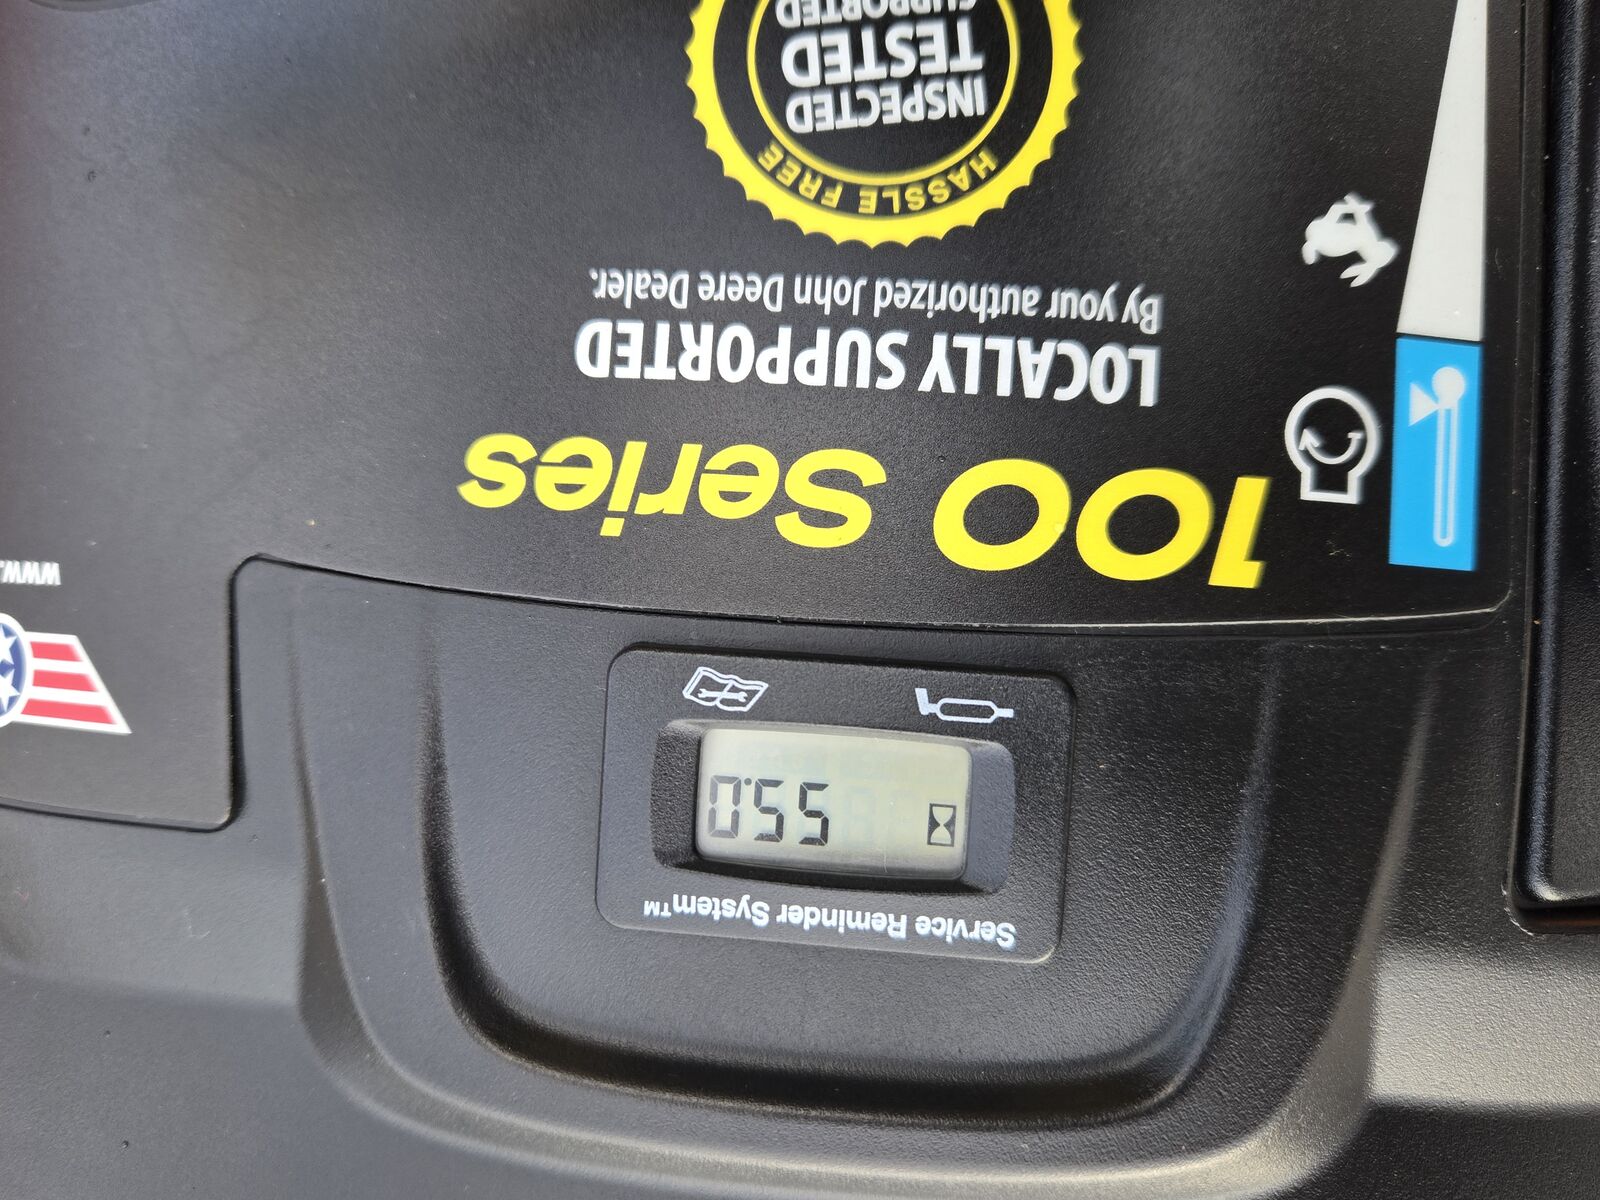 Service Reminder System™
55.0
100 Series
www.
LOCALLY SUPPORTED
By your authorized John Deere Dealer.
HASSLE FREE
INSPECTED
TESTED
SUPPORTED